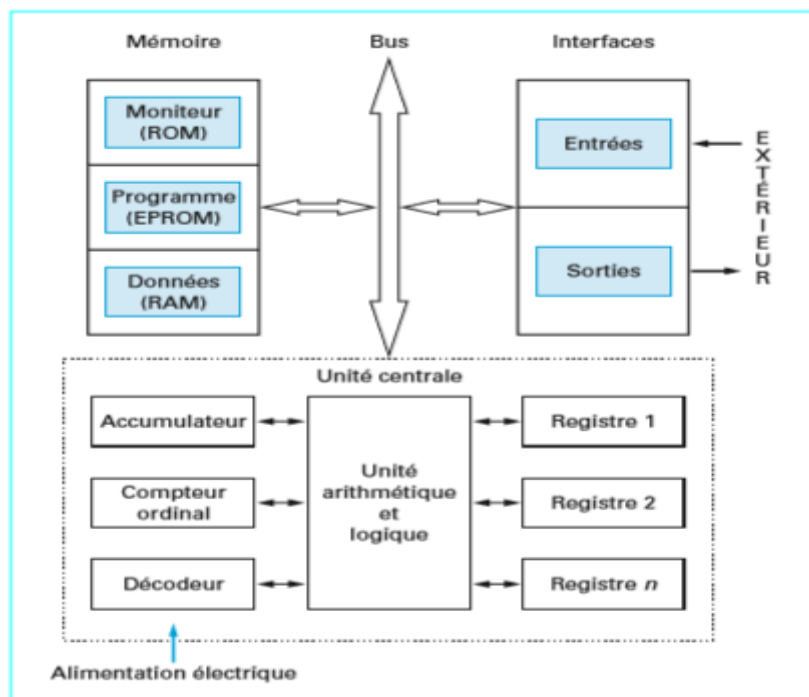 Mémoire
Bus
Interfaces
Moniteur
(ROM)
Programme
(EPROM)
Données
(RAM)
Entrées
Sorties
EXTÉRIEUR
Unité centrale
Accumulateur
Compteur
ordinal
Décodeur
Unité
arithmétique
et
logique
Registre 1
Registre 2
Registre n
Alimentation électrique